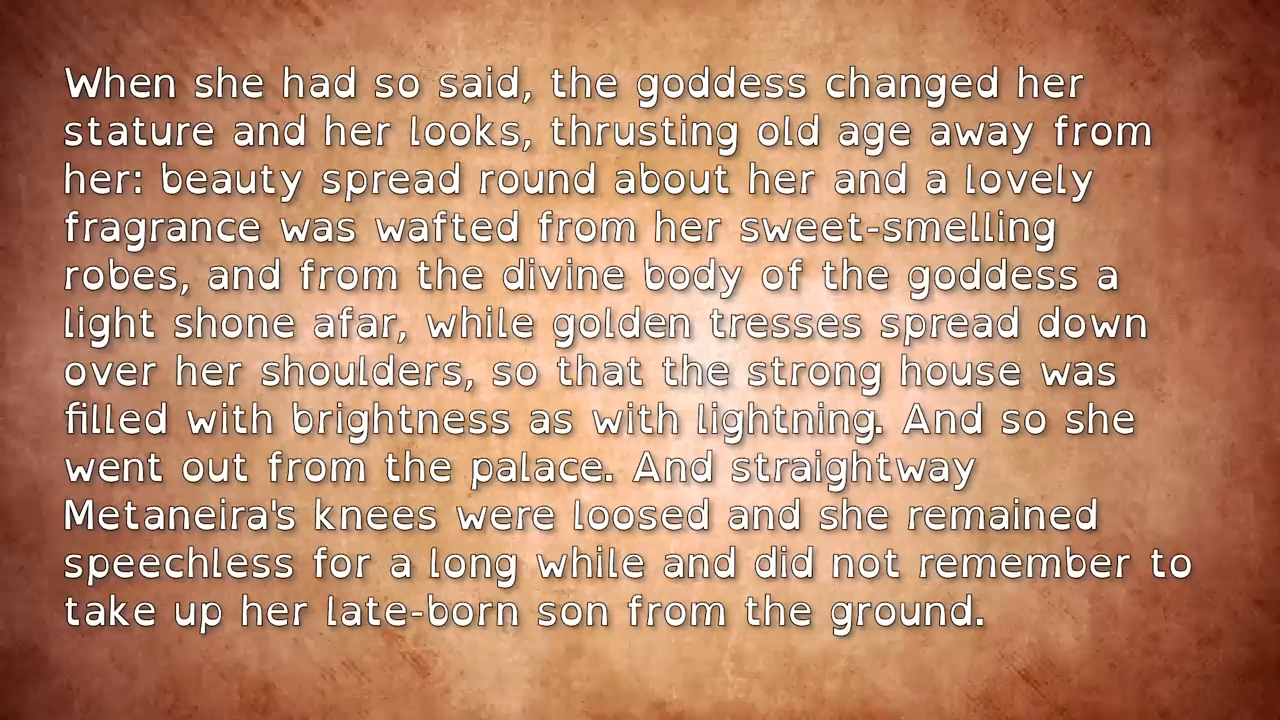 When she had so said, the goddess changed her
stature and her looks, thrusting old age away from
her: beauty spread round about her and a lovely
fragrance was wafted from her sweet-smelling
robes, and from the divine body of the goddess a
light shone afar, while golden tresses spread down
over her shoulders, so that the strong house was
filled with brightness as with lightning. And so she
went out from the palace. And straightway
Metaneira's knees were loosed and she remained
speechless for a long while and did not remember to
take up her late-born son from the ground.